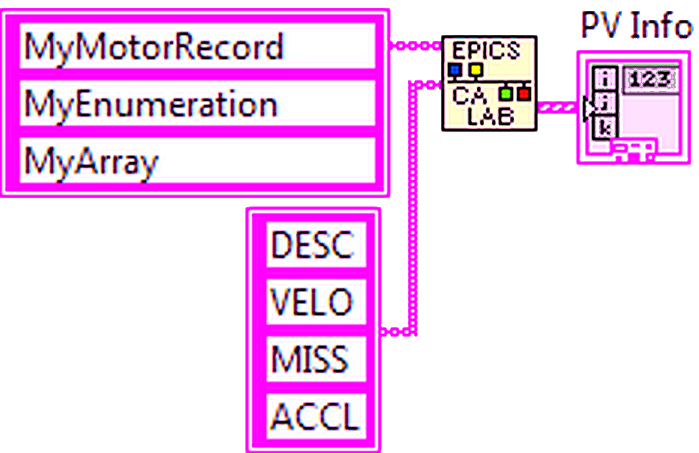 MyMotorRecord
MyEnumeration
MyArray
EPICS
CA
LAB
PV Info
i
123
j
k
DESC
VELO
MISS
ACCL